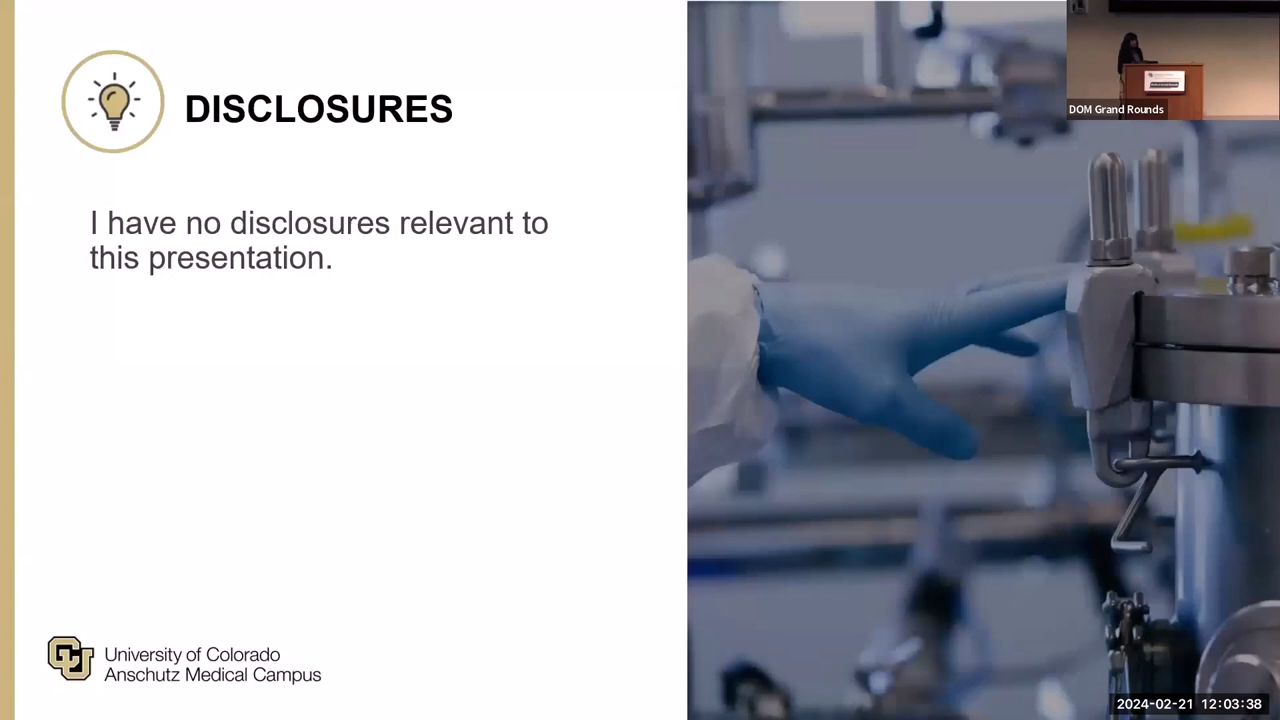 DISCLOSURES
I have no disclosures relevant to
this presentation.
University of Colorado
Anschutz Medical Campus
DOM Grand Rounds
2024-02-21 12:03:38